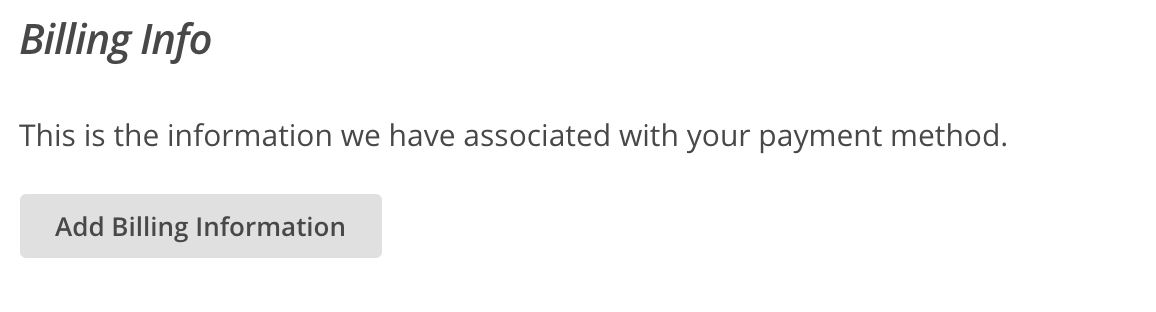 Billing Info
This is the information we have associated with your payment method.
Add Billing Information